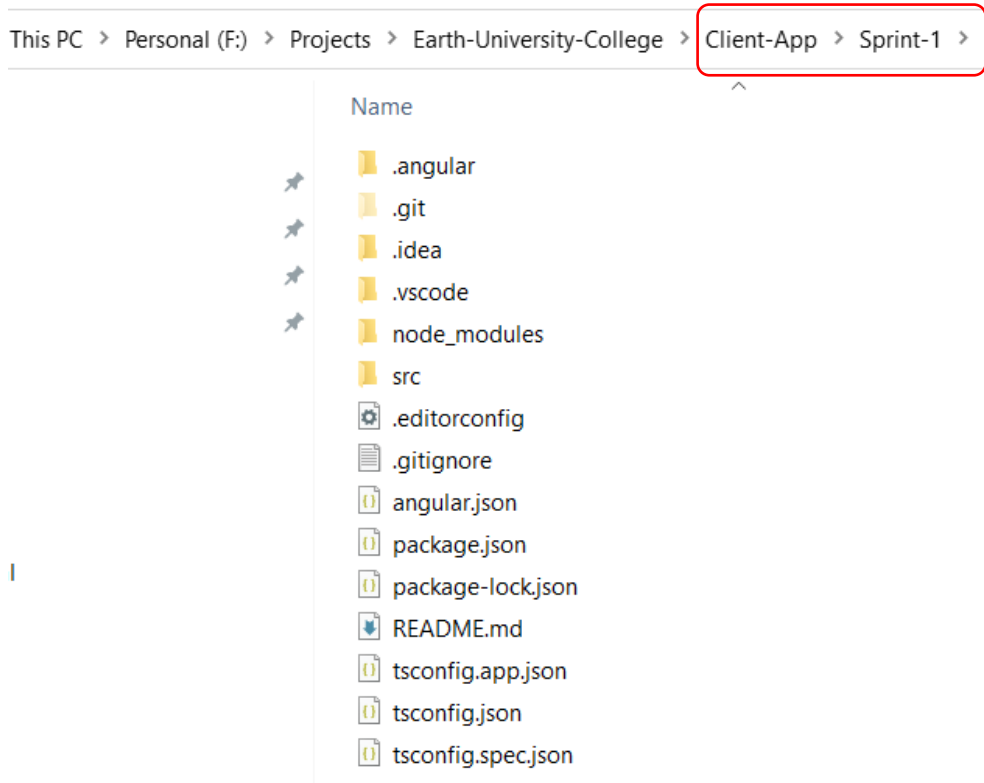 This PC > Personal (F:) > Projects > Earth-University-College > Client-App > Sprint-1 >
Name
.angular
.git
.idea
.vscode
node_modules
src
.editorconfig
.gitignore
angular.json
package.json
package-lock.json
README.md
tsconfig.app.json
tsconfig.json
tsconfig.spec.json